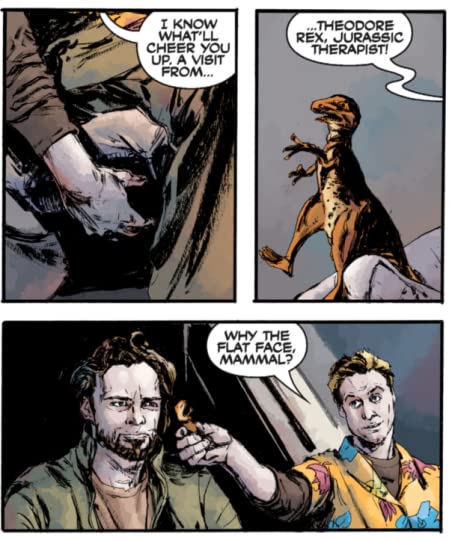 I KNOW
WHAT'LL
CHEER YOU
UP. A VISIT
FROM...
...THEODORE
REX, JURASSIC
THERAPIST!
WHY THE
FLAT FACE,
MAMMAL?